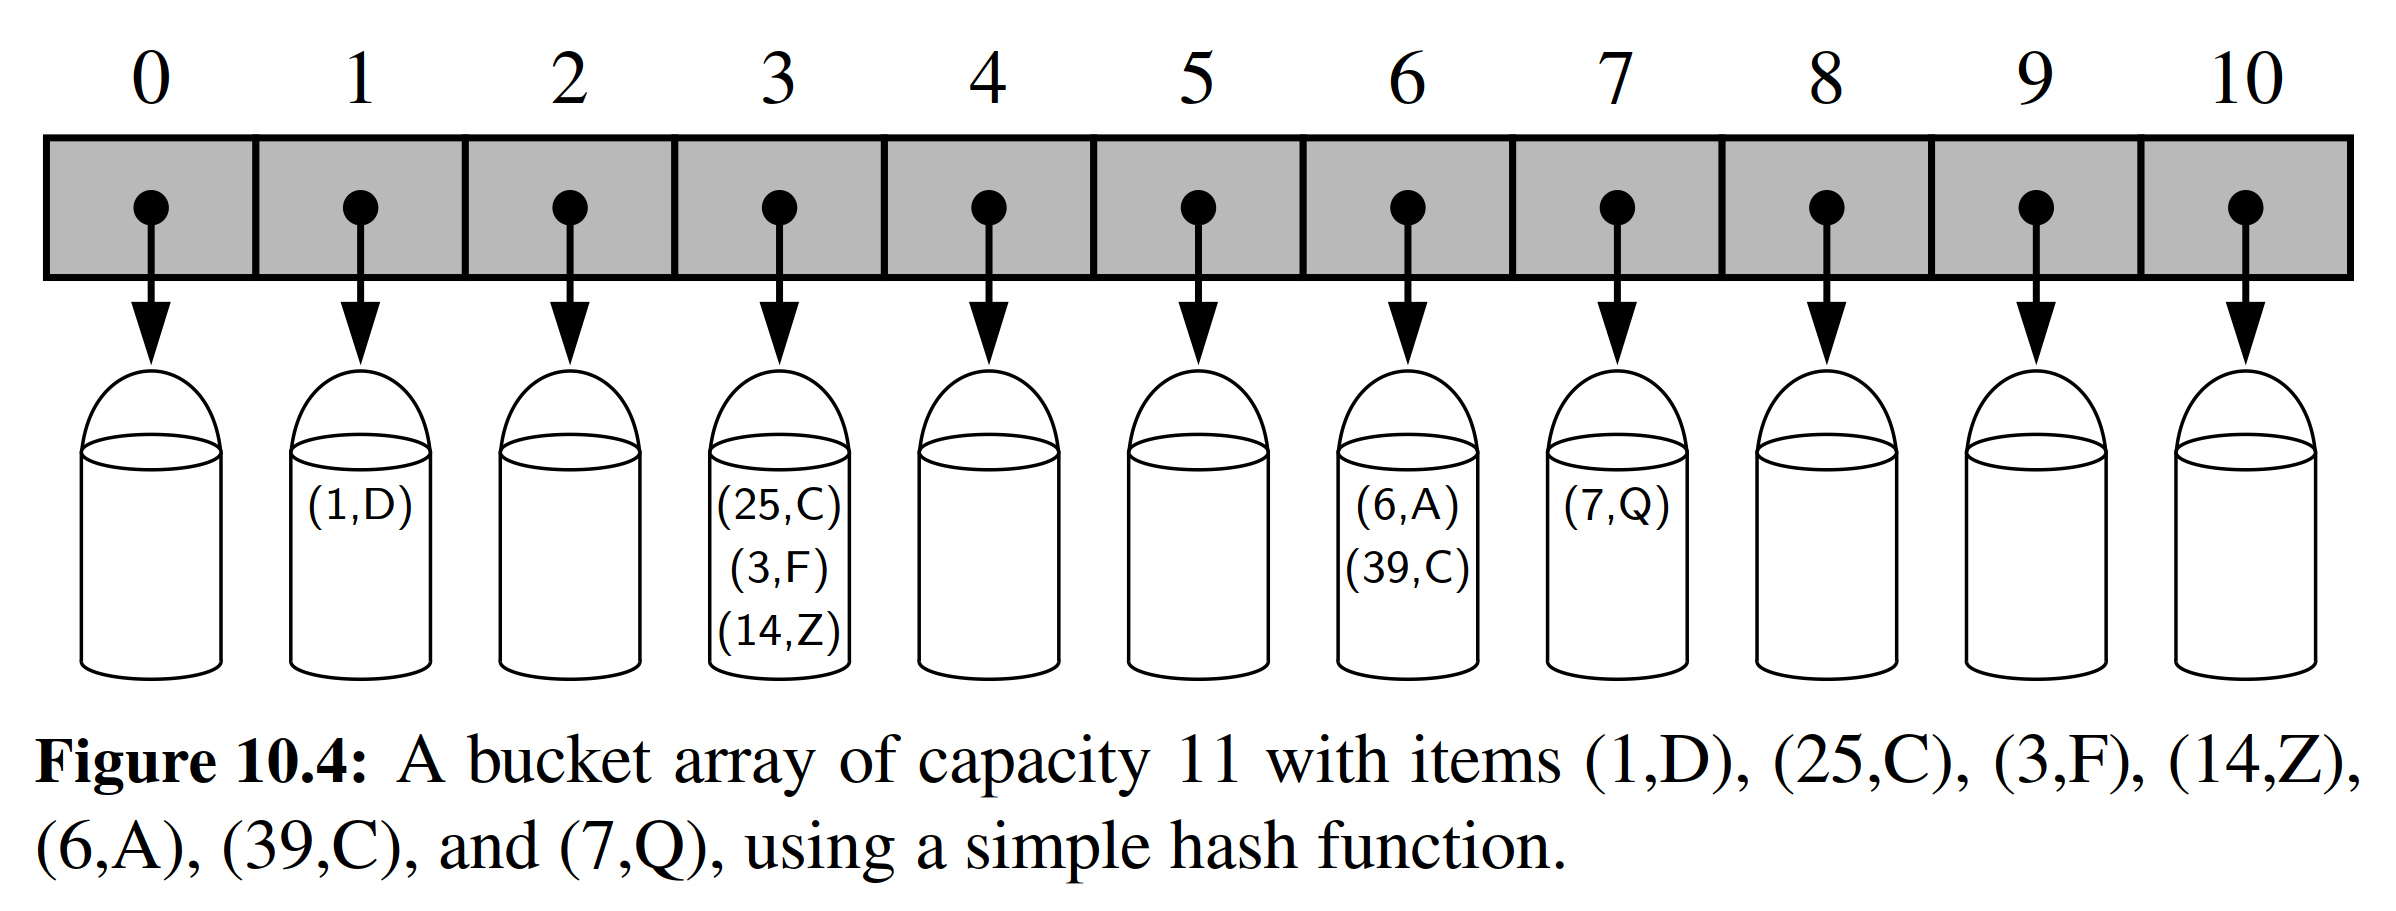 0 1 2 3 4 5 6 7 8 9 10
(1,D) (25,C) (6,A) (7,Q)
(3,F) (39,C)
(14,Z)
Figure 10.4: A bucket array of capacity 11 with items (1,D), (25,C), (3,F), (14,Z),
(6,A), (39,C), and (7,Q), using a simple hash function.